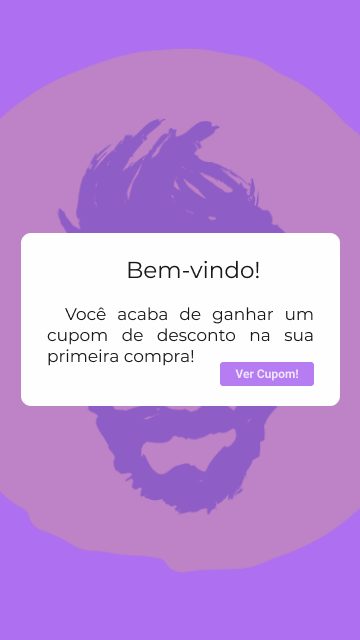 Bem-vindo!
Você acaba de ganhar um
cupom de desconto na sua
primeira compra!
Ver Cupom!